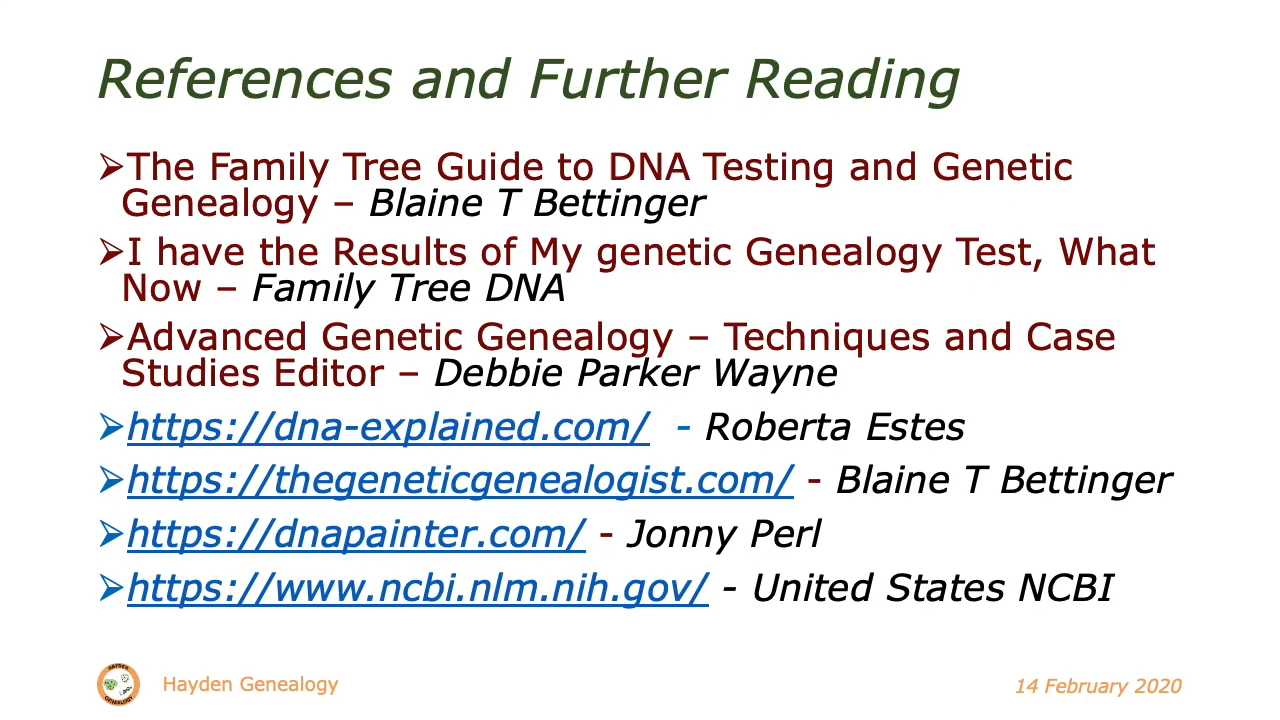 References and Further Reading
➢The Family Tree Guide to DNA Testing and Genetic
Genealogy – Blaine T Bettinger
➢I have the Results of My genetic Genealogy Test, What
Now – Family Tree DNA
➢Advanced Genetic Genealogy – Techniques and Case
Studies Editor – Debbie Parker Wayne
➢https://dna-explained.com/ - Roberta Estes
➢https://thegeneticgenealogist.com/ - Blaine T Bettinger
➢https://dnapainter.com/ - Jonny Perl
➢https://www.ncbi.nlm.nih.gov/ - United States NCBI
HAYDEN
GENEALOGY
Hayden Genealogy
14 February 2020